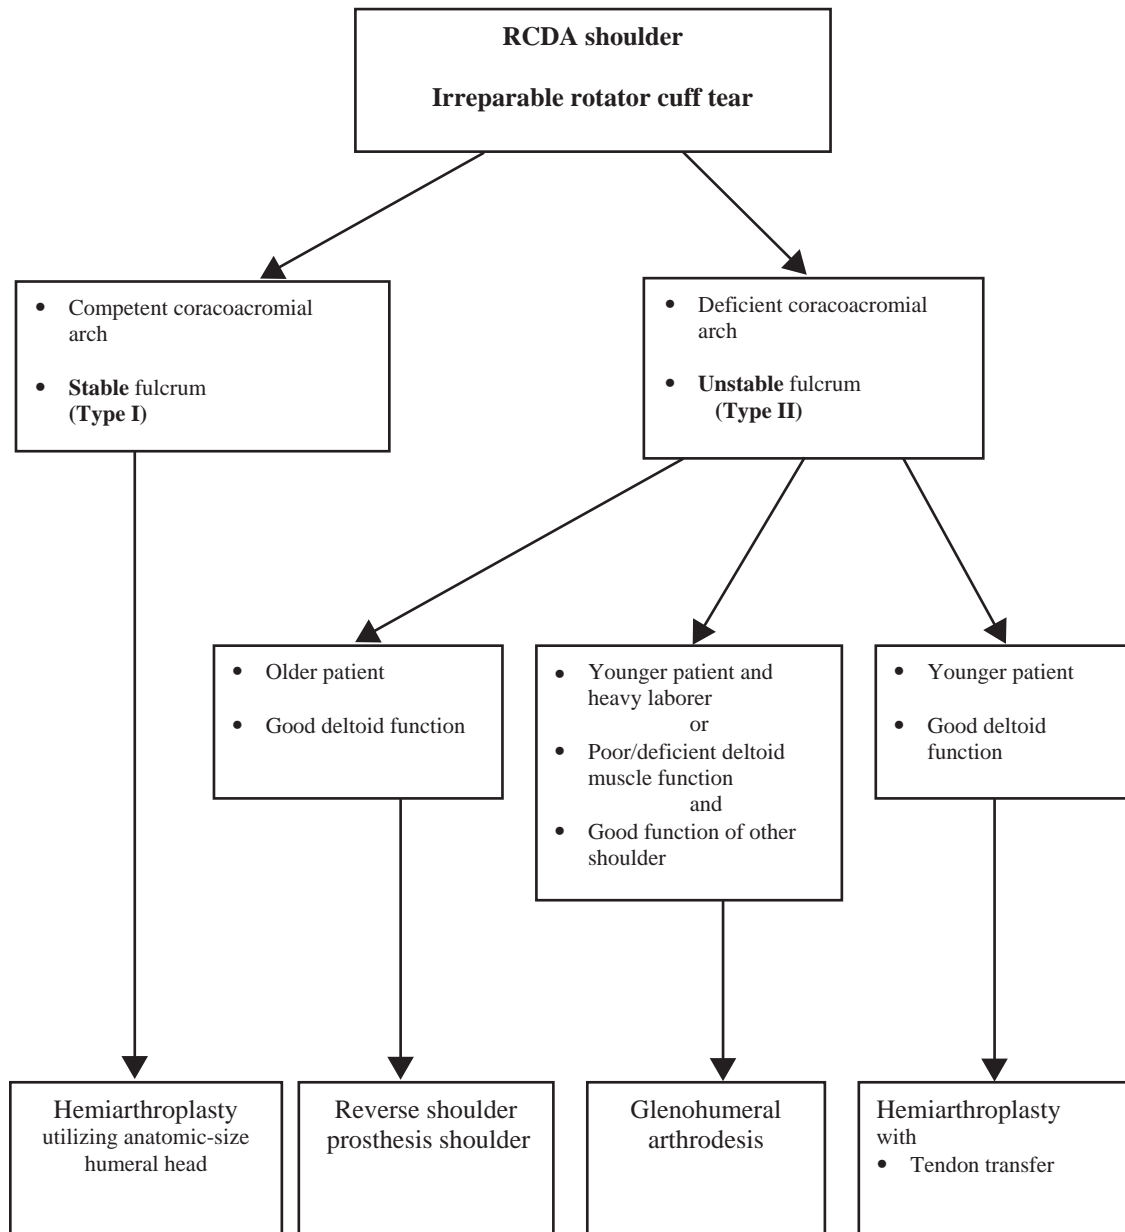 RCDA shoulder
Irreparable rotator cuff tear
• Competent coracoacromial
arch
• Stable fulcrum
(Type I)
• Deficient coracoacromial
arch
• Unstable fulcrum
(Type II)
• Older patient
• Good deltoid function
• Younger patient and
heavy laborer
or
• Poor/deficient deltoid
muscle function
and
• Good function of other
shoulder
• Younger patient
• Good deltoid
function
Hemiarthroplasty
utilizing anatomic-size
humeral head
Reverse shoulder
prosthesis shoulder
Glenohumeral
arthrodesis
Hemiarthroplasty
with
• Tendon transfer